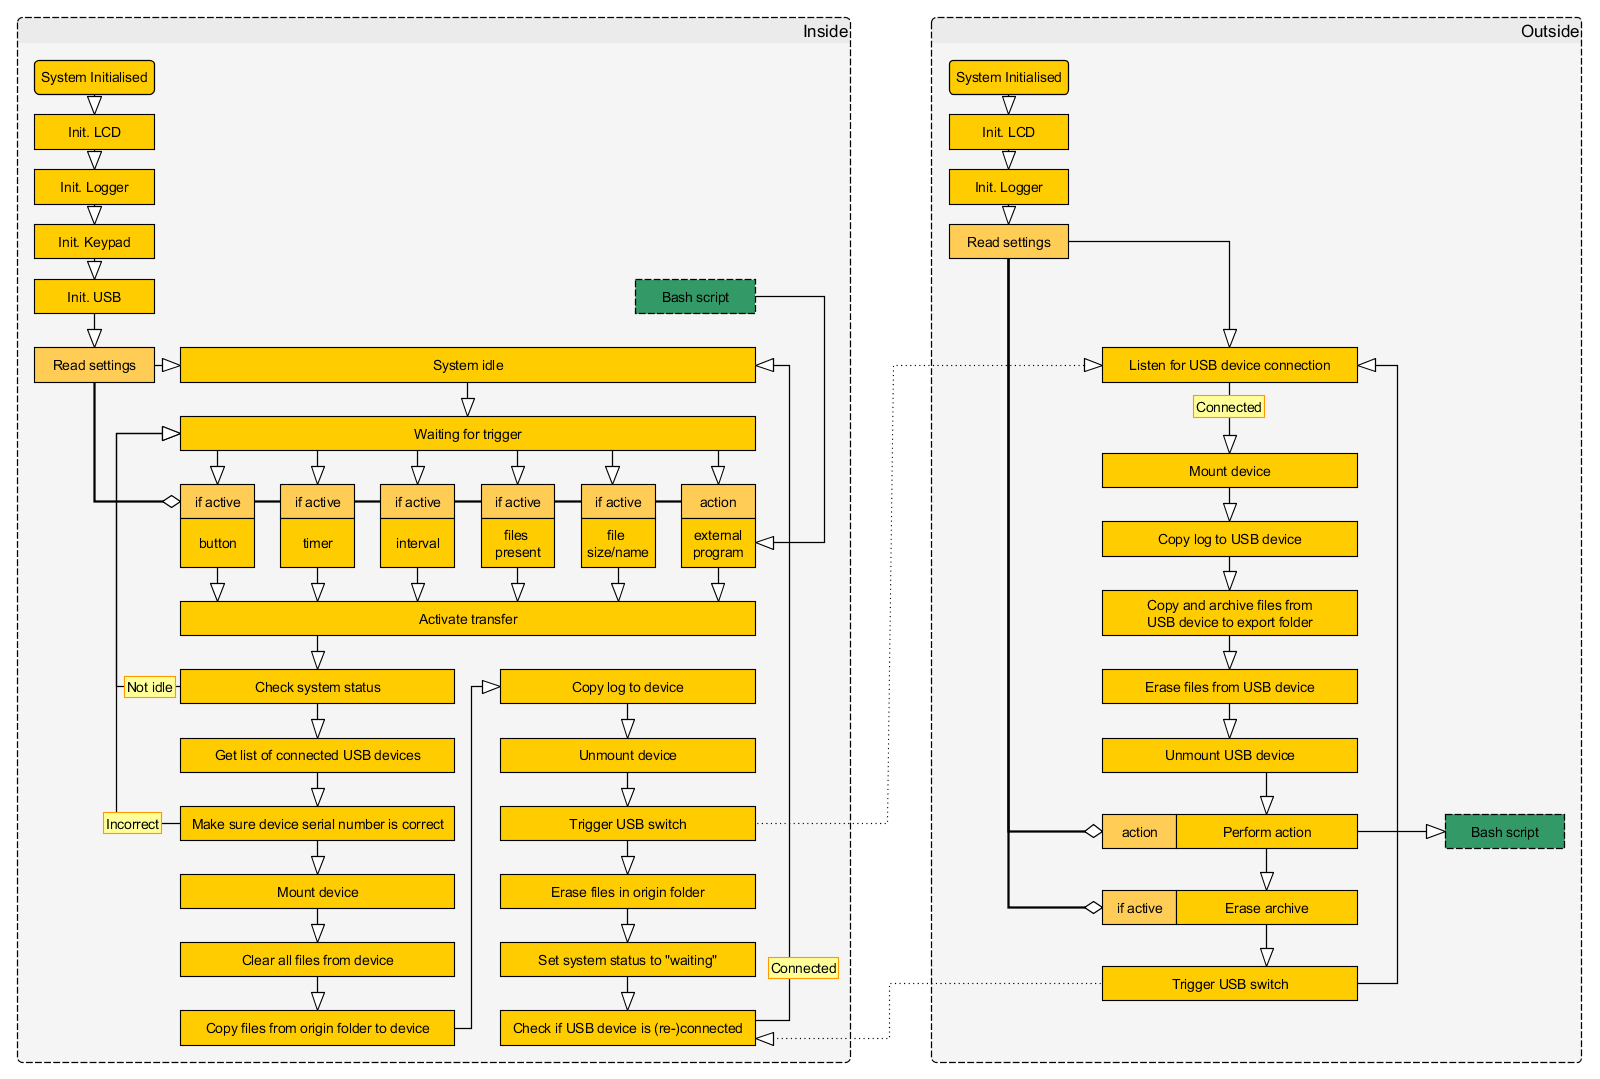 Inside
System Initialised
Init. LCD
Init. Logger
Init. Keypad
Init. USB
Read settings
Bash script
System idle
Waiting for trigger
if active
button
if active
timer
if active
interval
if active
files
present
if active
file
size/name
action
external
program
Activate transfer
Check system status
Not idle
Get list of connected USB devices
Make sure device serial number is correct
Incorrect
Mount device
Clear all files from device
Copy files from origin folder to device
Copy log to device
Unmount device
Trigger USB switch
Erase files in origin folder
Set system status to "waiting"
Check if USB device is (re-)connected
Connected
Outside
System Initialised
Init. LCD
Init. Logger
Read settings
Listen for USB device connection
Connected
Mount device
Copy log to USB device
Copy and archive files from
USB device to export folder
Erase files from USB device
Unmount USB device
action
Perform action
Bash script
if active
Erase archive
Trigger USB switch